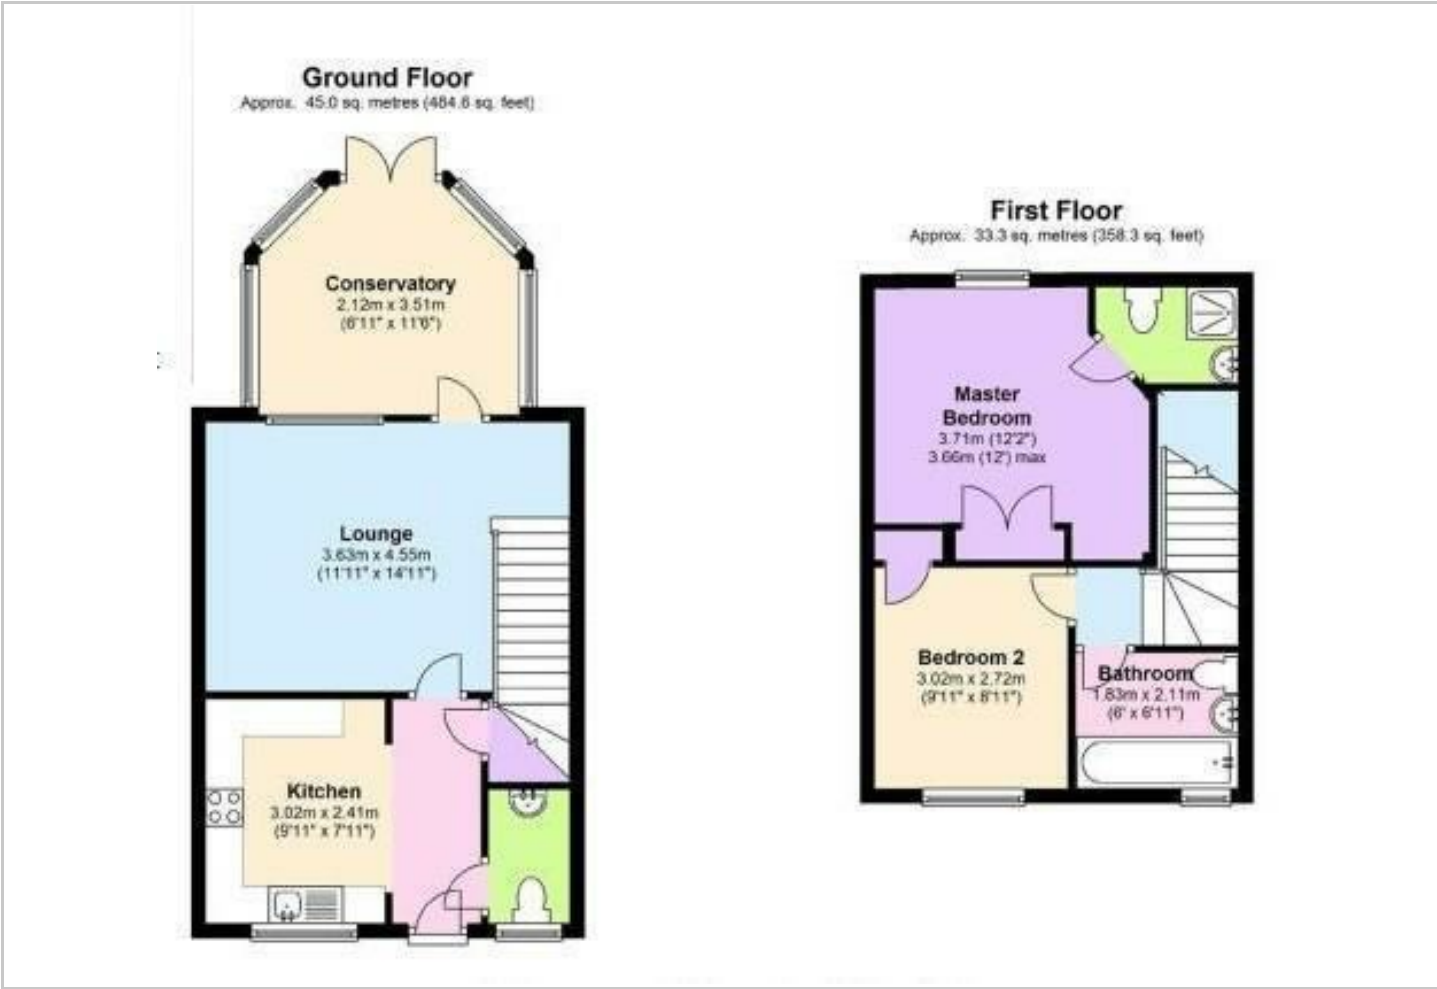 Ground Floor
Approx. 45.0 sq. metres (484.6 sq. feet)
Conservatory
2.12m x 3.51m
(6'11" x 11'6")
Lounge
3.63m x 4.55m
(11'11" x 14'11")
Kitchen
3.02m x 2.41m
(9'11" x 7'11")
First Floor
Approx. 33.3 sq. metres (358.3 sq. feet)
Master
Bedroom
3.71m (12'2")
3.66m (12') max
Bedroom 2
3.02m x 2.72m
(9'11" x 8'11")
Bathroom
1.83m x 2.11m
(6' x 6'11")